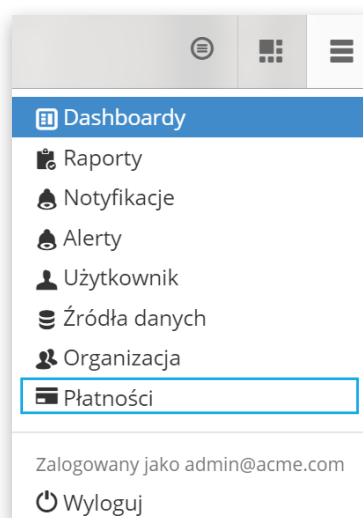 Dashboardy
Raporty
Notyfikacje
Alerty
Użytkownik
Źródła danych
Organizacja
Płatności
Zalogowany jako admin@acme.com
Wyloguj